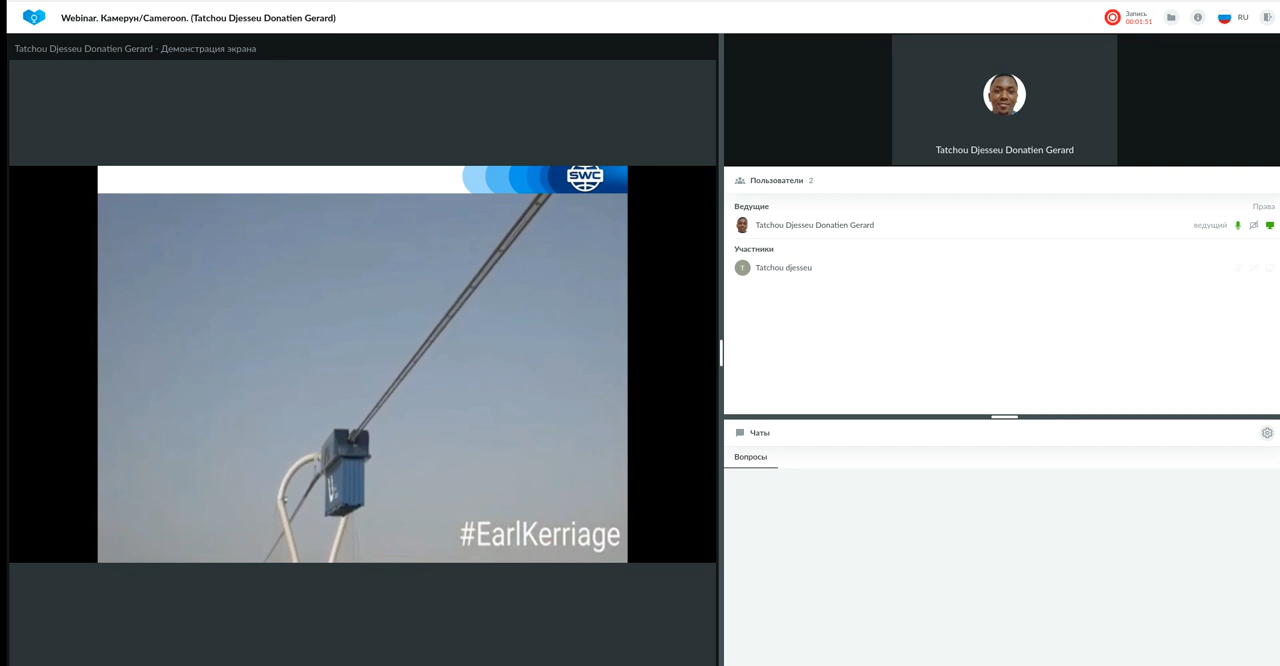 Webinar. Камерун/Cameroon. (Tatchou Djesseu Donatien Gerard)
Запись
00:01:51
RU
Tatchou Djesseu Donatien Gerard - Демонстрация экрана
SWC
#EarlKerriage
Tatchou Djesseu Donatien Gerard
Пользователи 2
Ведущие Права
Tatchou Djesseu Donatien Gerard ведущий
Участники
T Tatchou djesseu
Чаты
Вопросы